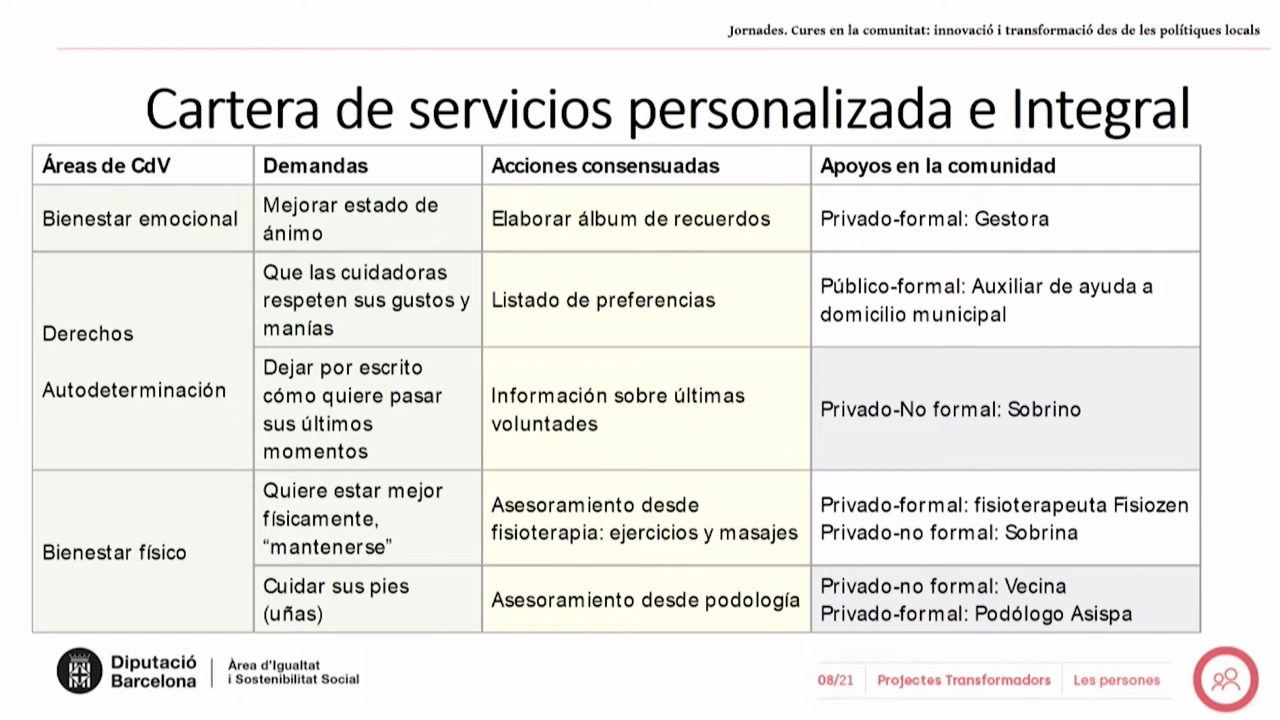 Jornades. Cures en la comunitat: innovació i transformació des de les polítiques locals
Cartera de servicios personalizada e Integral
Áreas de CdV
Demandas
Acciones consensuadas
Apoyos en la comunidad
Bienestar emocional
Mejorar estado de
ánimo
Elaborar álbum de recuerdos
Privado-formal: Gestora
Derechos
Autodeterminación
Que las cuidadoras
respeten sus gustos y
manías
Listado de preferencias
Público-formal: Auxiliar de ayuda a
domicilio municipal
Dejar por escrito
cómo quiere pasar
sus últimos
momentos
Información sobre últimas
voluntades
Privado-No formal: Sobrino
Bienestar físico
Quiere estar mejor
físicamente,
“mantenerse”
Asesoramiento desde
fisioterapia: ejercicios y masajes
Privado-formal: fisioterapeuta Fisiozen
Privado-no formal: Sobrina
Cuidar sus pies
(uñas)
Asesoramiento desde podología
Privado-no formal: Vecina
Privado-formal: Podólogo Asispa
Diputació
Barcelona
Àrea d’Igualtat
i Sostenibilitat Social
08/21
Projectes Transformadors
Les persones